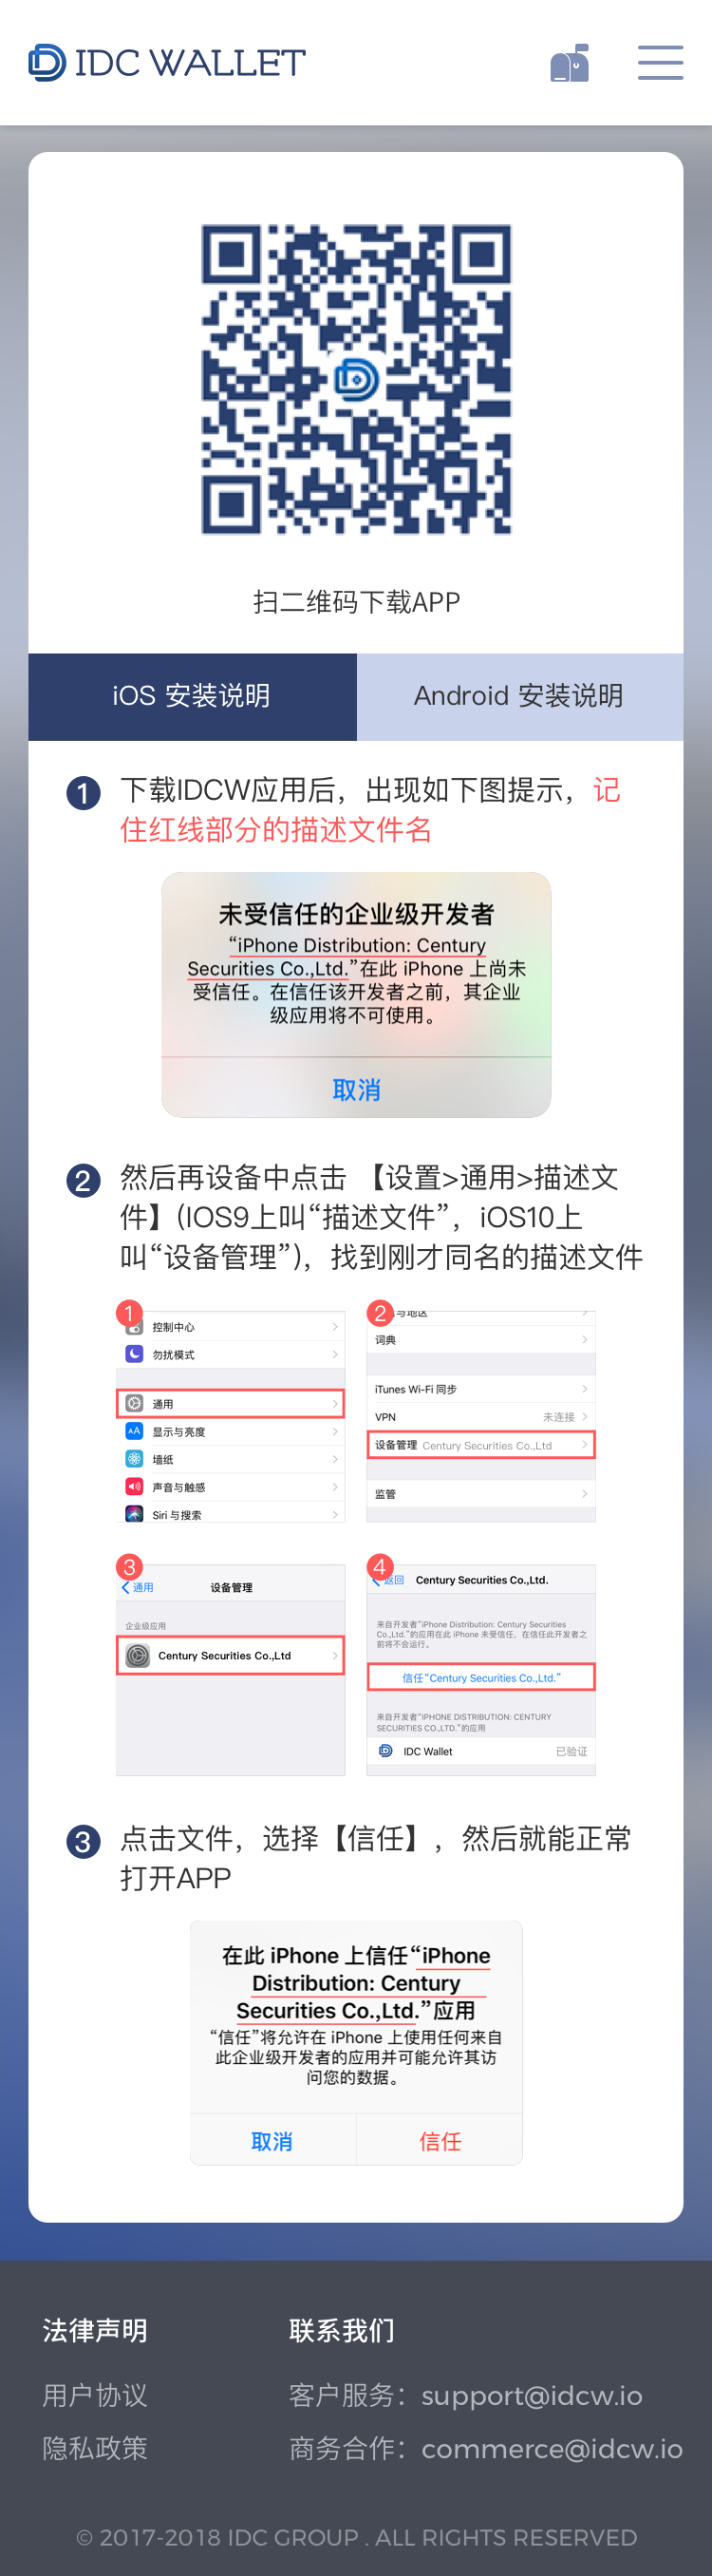 IDC WALLET
扫二维码下载APP
iOS 安装说明
Android 安装说明
1 下载IDCW应用后，出现如下图提示，记
住红线部分的描述文件名
未受信任的企业级开发者
“iPhone Distribution: Century
Securities Co.,Ltd.”在此 iPhone 上尚未
受信任。在信任该开发者之前，其企业
级应用将不可使用。
取消
2 然后再设备中点击 【设置>通用>描述文
件】(IOS9上叫“描述文件”，iOS10上
叫“设备管理”)，找到刚才同名的描述文件
1
控制中心
勿扰模式
通用
显示与亮度
墙纸
声音与触感
Siri 与搜索
2
与地区
词典
iTunes Wi-Fi 同步
VPN 未连接
设备管理 Century Securities Co.,Ltd
监管
3
通用 设备管理
企业级应用
Century Securities Co.,Ltd
4
返回 Century Securities Co.,Ltd.
来自开发者“iPhone Distribution: Century Securities
Co.,Ltd.”的应用在此 iPhone 未受信任，在信任此开发者之
前将不会运行。
信任“Century Securities Co.,Ltd.”
来自开发者“IPHONE DISTRIBUTION: CENTURY
SECURITIES CO.,LTD.”的应用
IDC Wallet 已验证
3 点击文件，选择【信任】，然后就能正常
打开APP
在此 iPhone 上信任“iPhone
Distribution: Century
Securities Co.,Ltd.”应用
“信任”将允许在 iPhone 上使用任何来自
此企业级开发者的应用并可能允许其访
问您的数据。
取消
信任
法律声明
用户协议
隐私政策
联系我们
客户服务：support@idcw.io
商务合作：commerce@idcw.io
© 2017-2018 IDC GROUP . ALL RIGHTS RESERVED